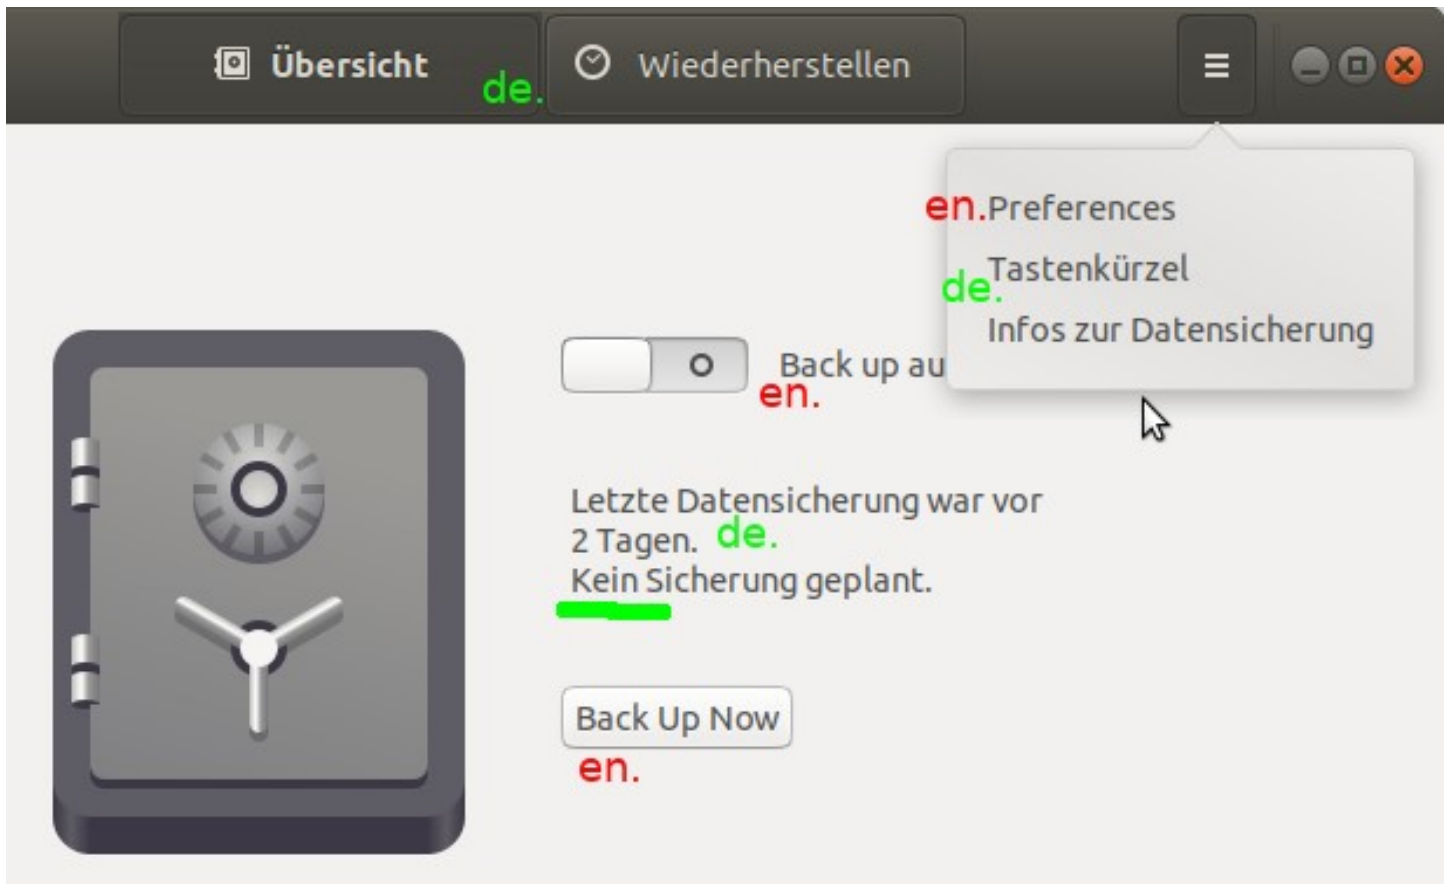 Übersicht
de.
Wiederherstellen
en.
Preferences
de.
Tastenkürzel
Infos zur Datensicherung
Back up au
en.
Letzte Datensicherung war vor
2 Tagen.
de.
Kein Sicherung geplant.
Back Up Now
en.